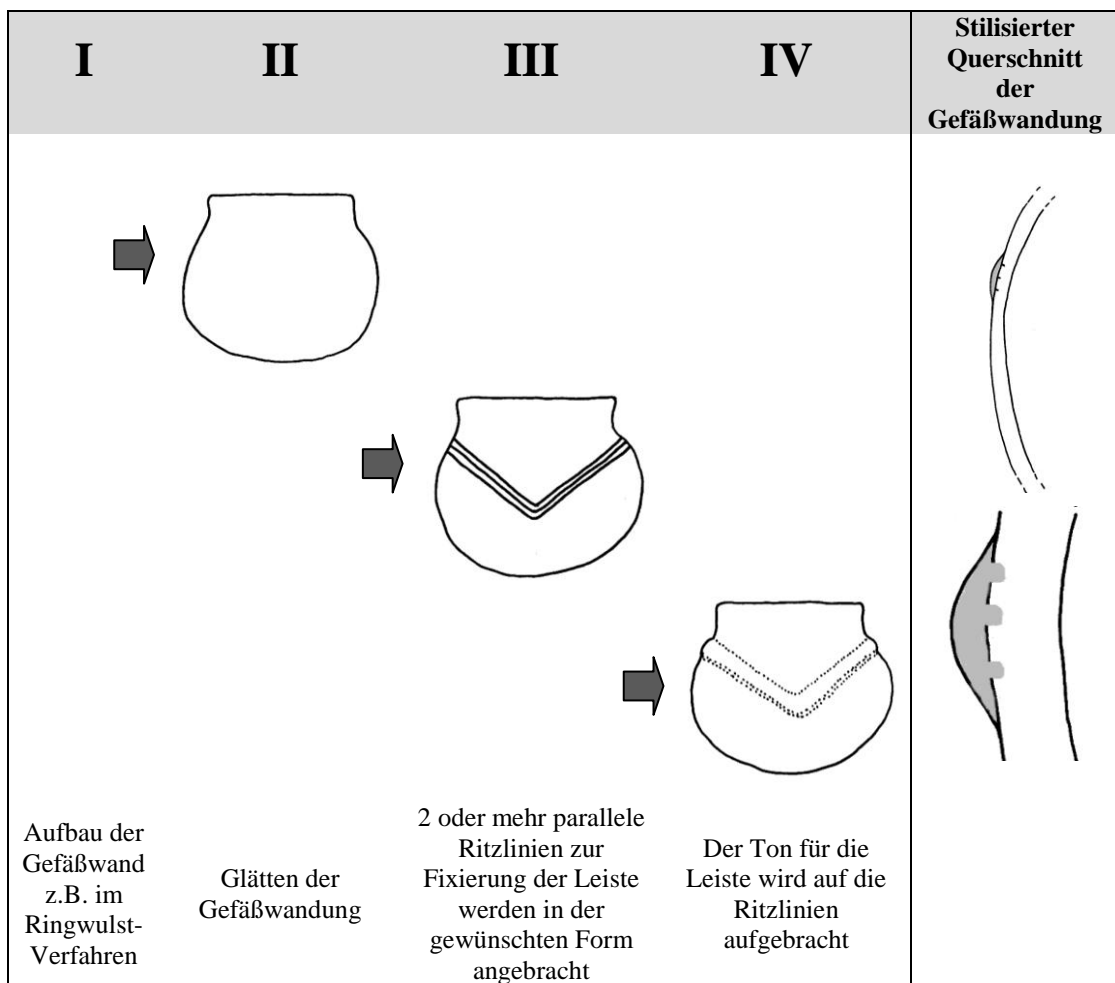 I
II
III
IV
Stilisierter
Querschnitt
der
Gefäßwandung
Aufbau der
Gefäßwand
z.B. im
Ringwulst-
Verfahren
Glätten der
Gefäßwandung
2 oder mehr parallele
Ritzlinien zur
Fixierung der Leiste
werden in der
gewünschten Form
angebracht
Der Ton für die
Leiste wird auf die
Ritzlinien
aufgebracht